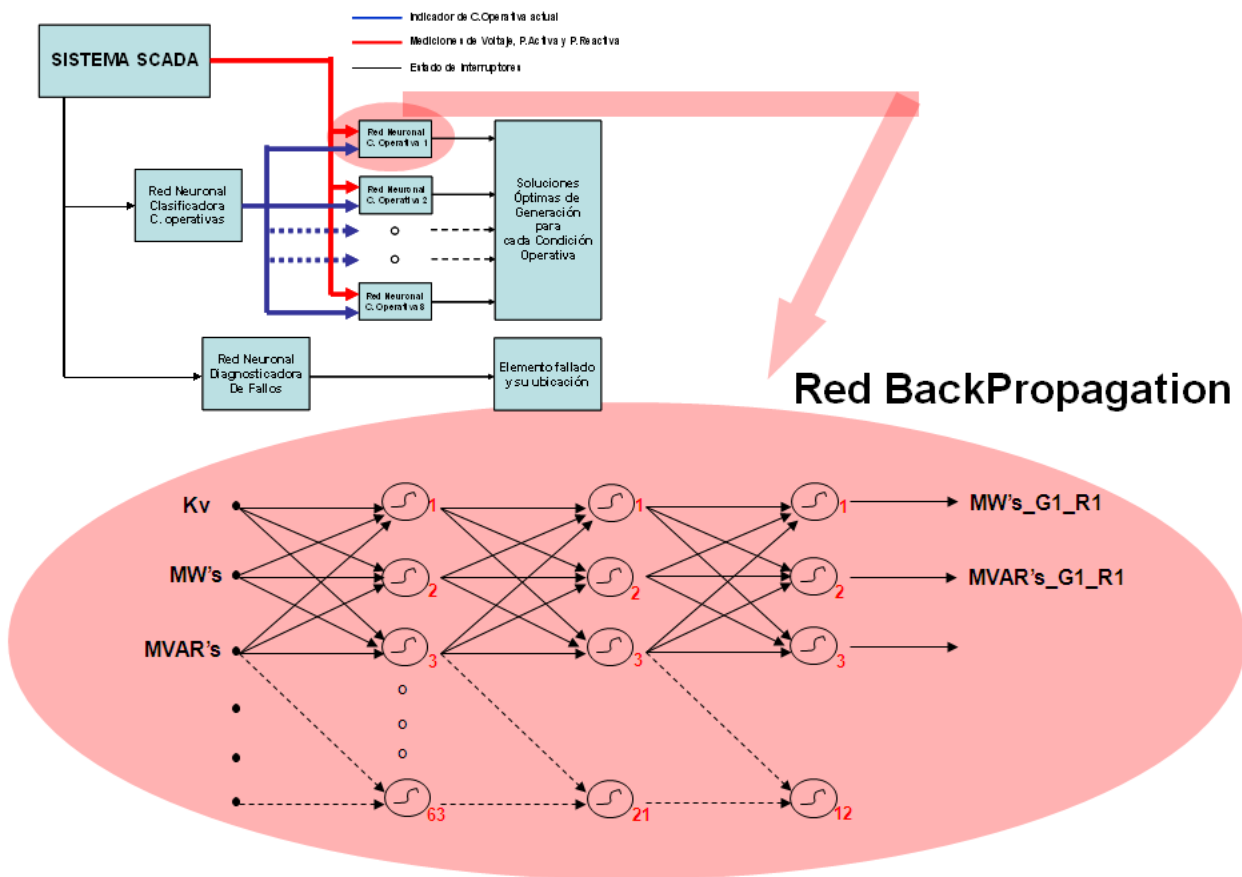 Indicador de C.Operativa actual
Mediciones de Voltaje, P.Activa y P.Reactiva
Estado de Interruptores
SISTEMA SCADA
Red Neuronal
C. Operativa 1
Red Neuronal
C. Operativa 2
Red Neuronal
C. Operativa 8
Red Neuronal
Clasificadora
C. operativas
Soluciones
Óptimas de
Generación
para
cada Condición
Operativa
Red Neuronal
Diagnosticadora
De Fallos
Elemento fallado
y su ubicación
Red BackPropagation
Kv
1
1
1
MW's_G1_R1
MW's
2
2
2
MVAR's_G1_R1
MVAR's
3
3
3
63
21
12